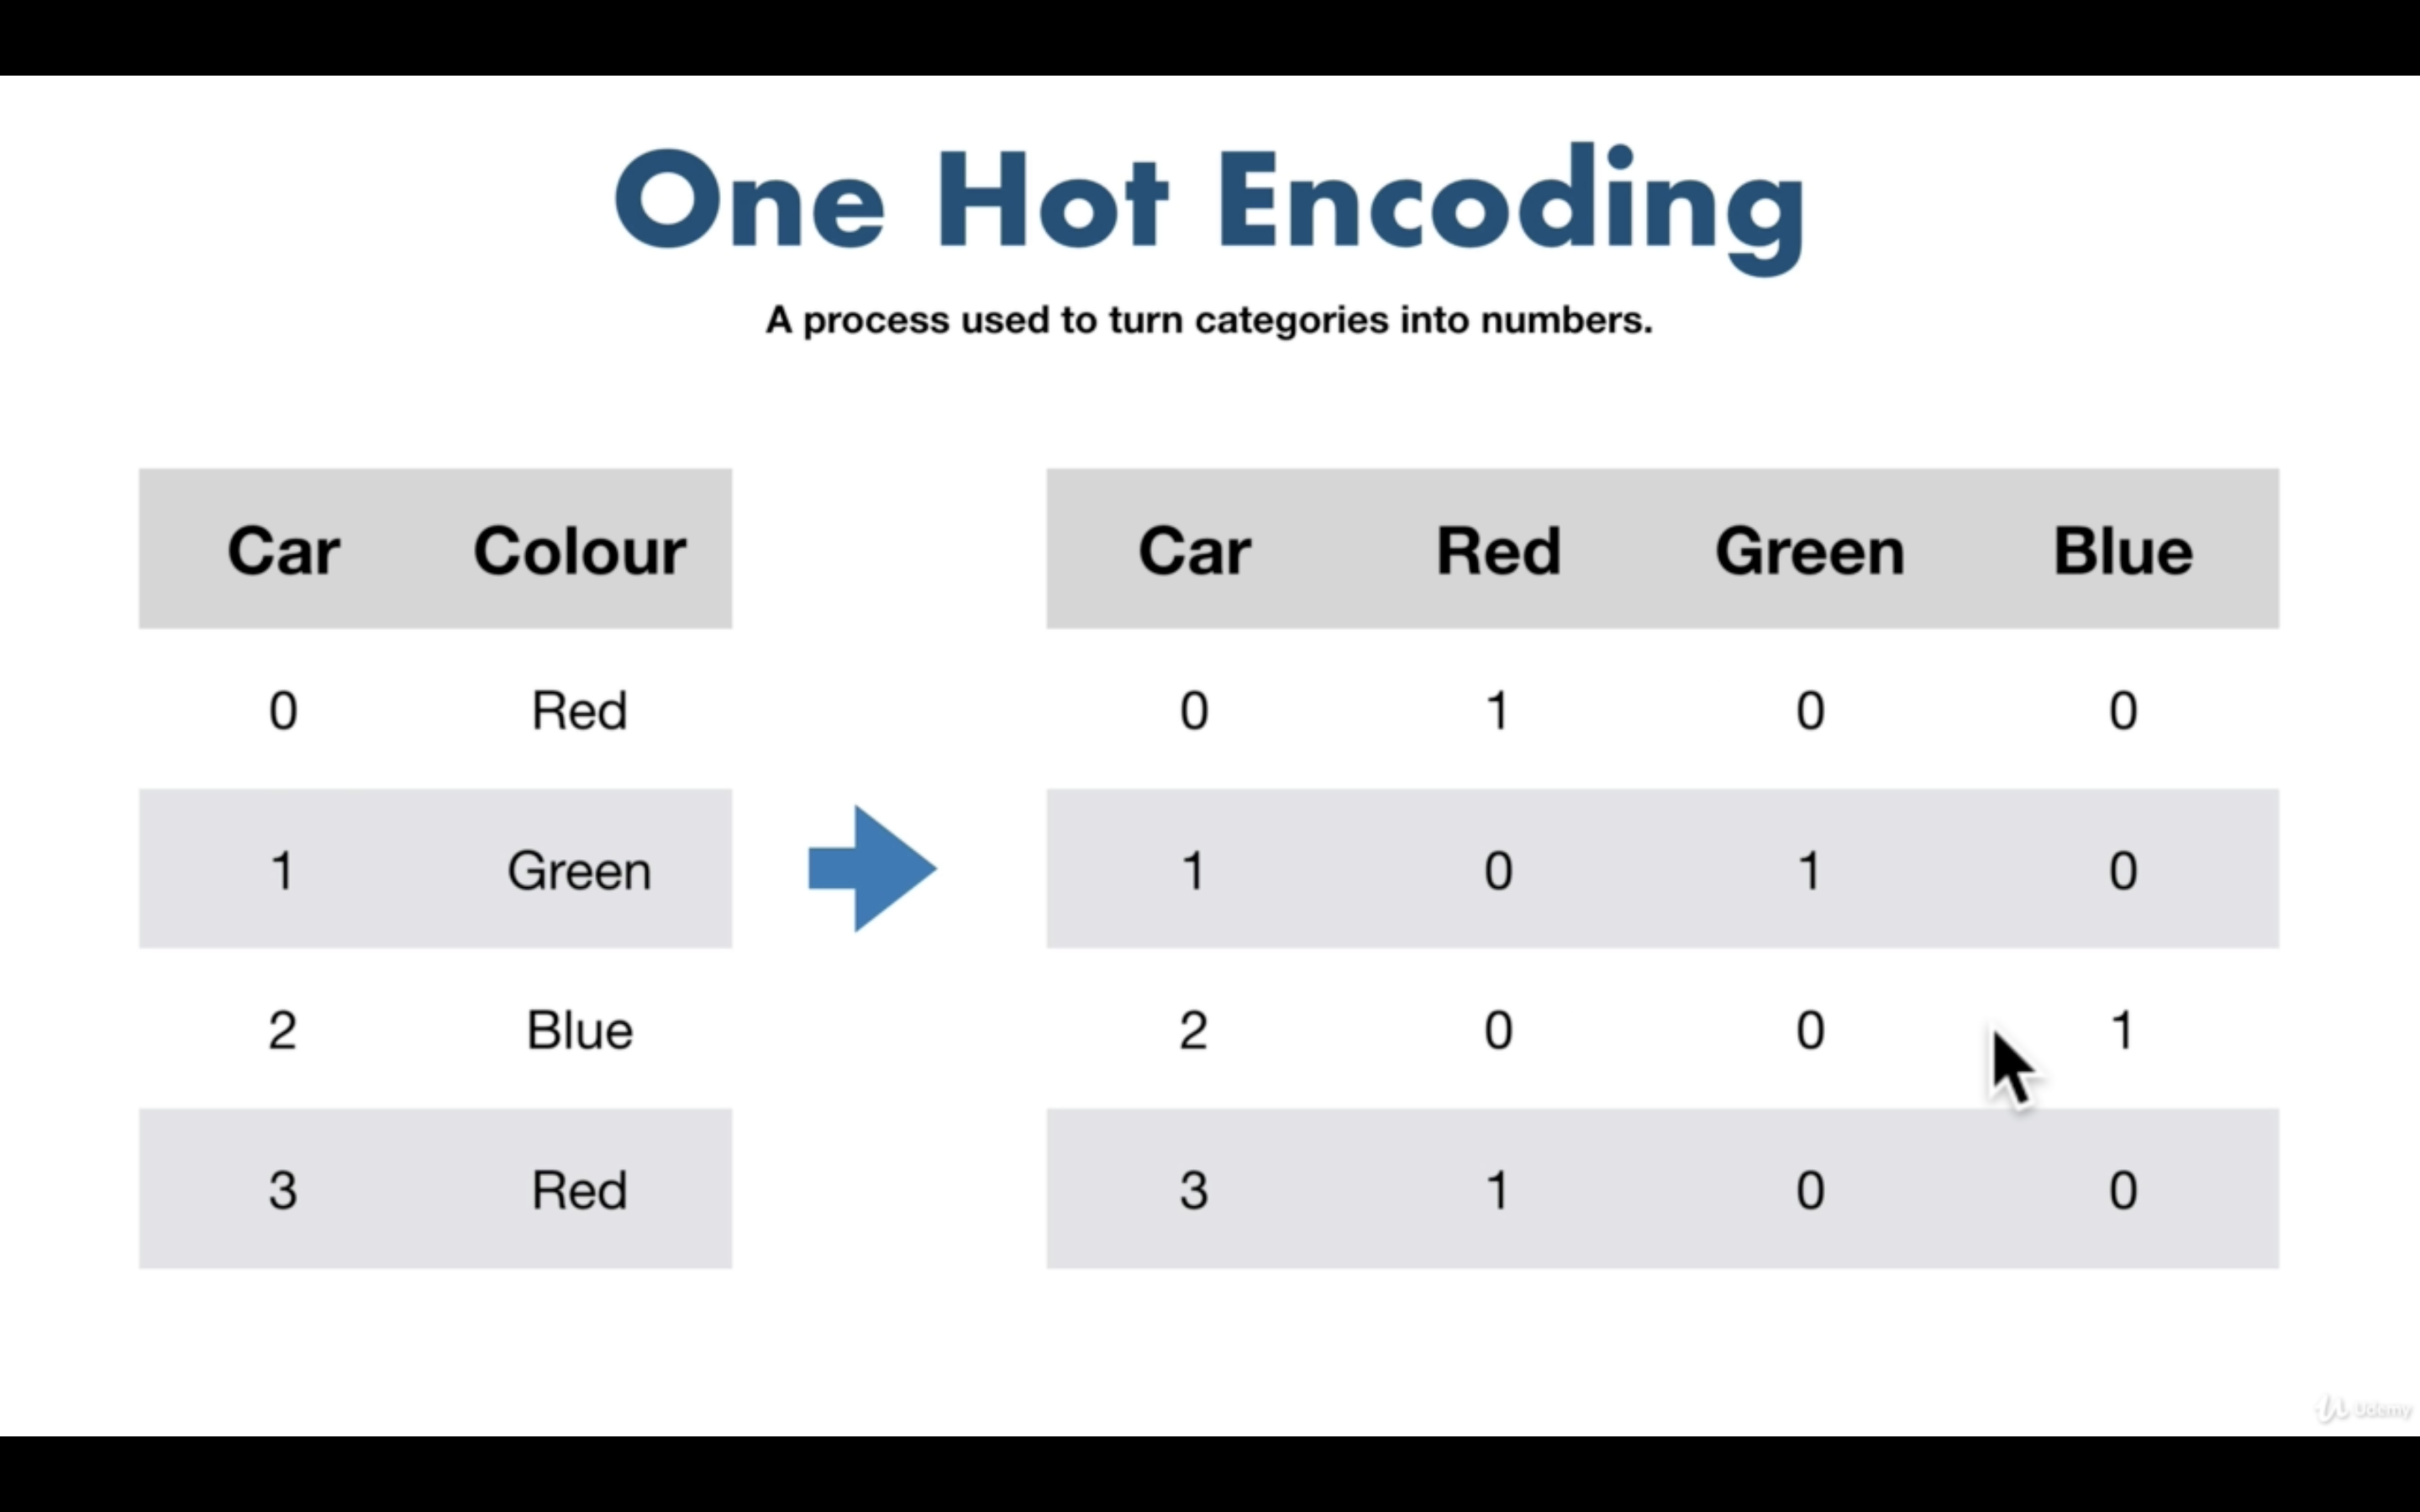 One Hot Encoding
A process used to turn categories into numbers.
Car Colour
0 Red
1 Green
2 Blue
3 Red
Car Red Green Blue
0 1 0 0
1 0 1 0
2 0 0 1
3 1 0 0
Udemy